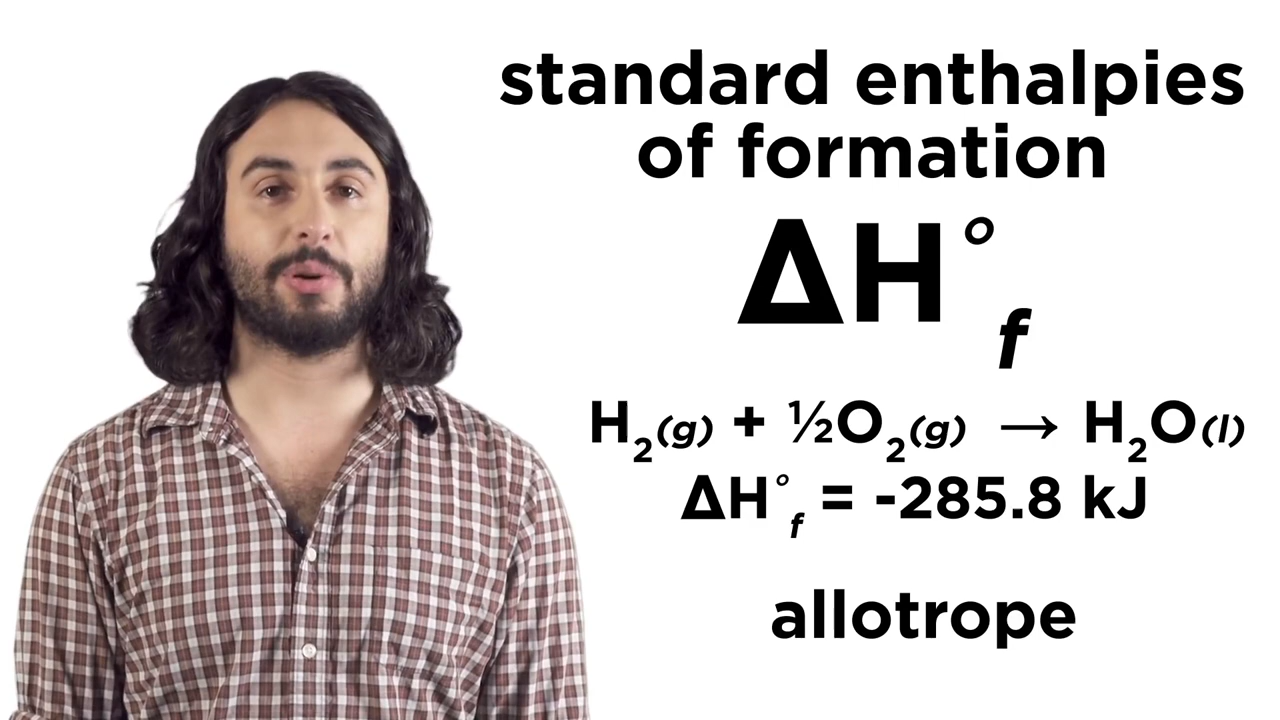 standard enthalpies
of formation
ΔH°f
H₂(g) + ½O₂(g) → H₂O(l)
ΔH°f = -285.8 kJ
allotrope